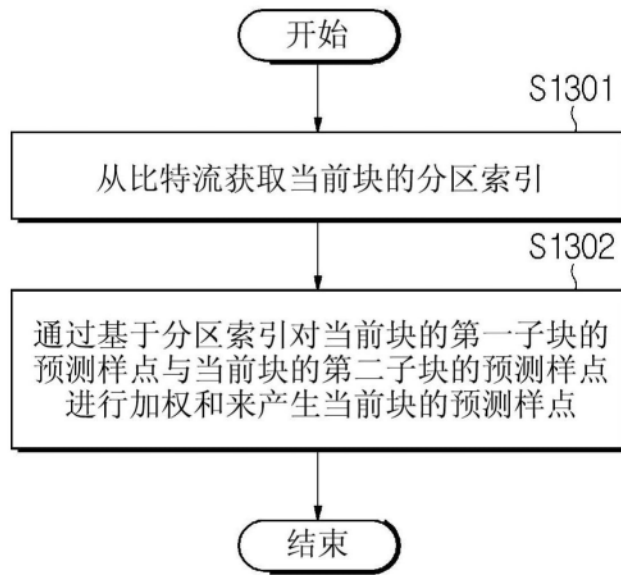 开始
S1301
从比特流获取当前块的分区索引
S1302
通过基于分区索引对当前块的第一子块的
预测样点与当前块的第二子块的预测样点
进行加权和来产生当前块的预测样点
结束